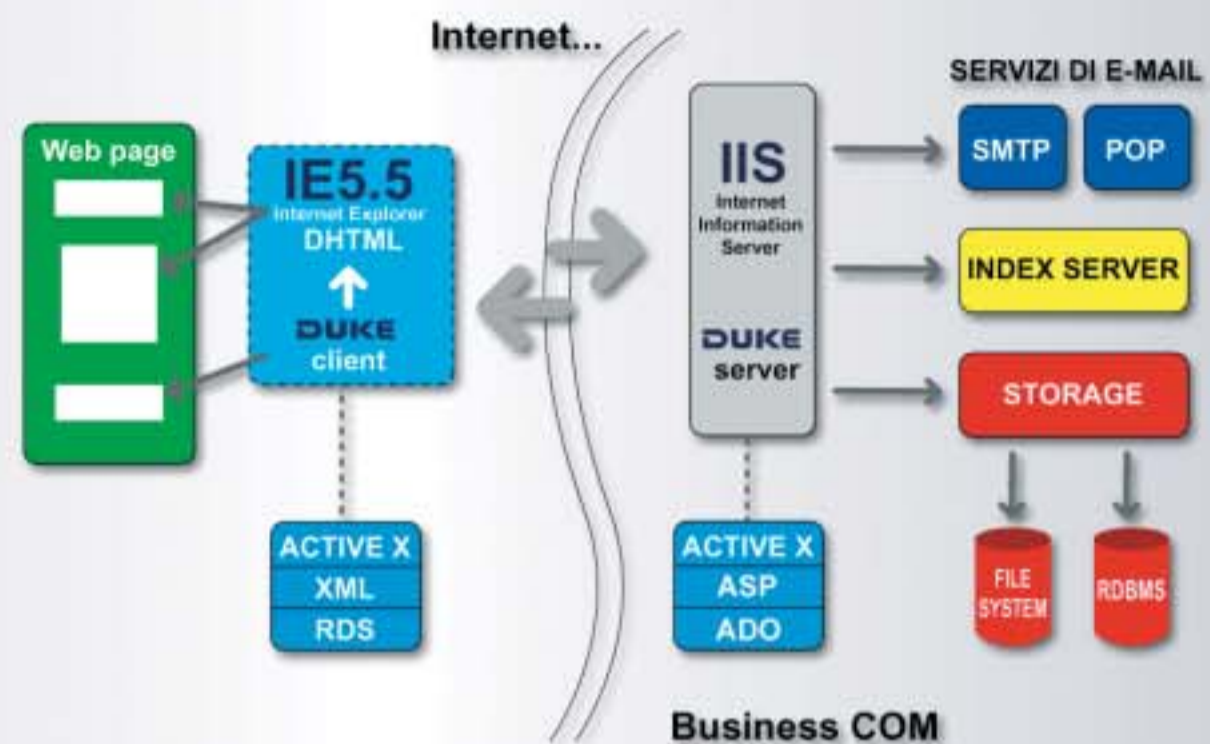 Internet...
SERVIZI DI E-MAIL
Web page
IE5.5
Internet Explorer
DHTML
DUKE
client
IIS
Internet
Information
Server
DUKE
server
SMTP
POP
INDEX SERVER
STORAGE
FILE
SYSTEM
RDBMS
ACTIVE X
XML
RDS
ACTIVE X
ASP
ADO
Business COM